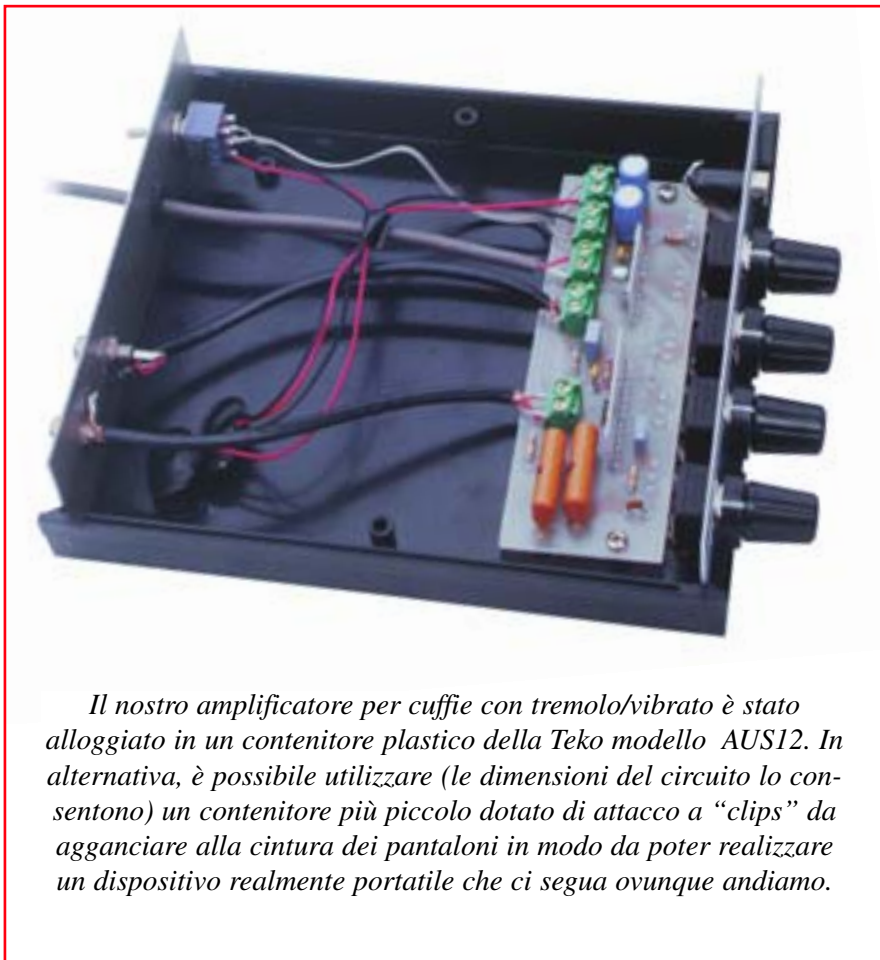 Il nostro amplificatore per cuffie con tremolo/vibrato è stato
alloggiato in un contenitore plastico della Teko modello AUS12. In
alternativa, è possibile utilizzare (le dimensioni del circuito lo con-
sentono) un contenitore più piccolo dotato di attacco a “clips” da
agganciare alla cintura dei pantaloni in modo da poter realizzare
un dispositivo realmente portatile che ci segua ovunque andiamo.